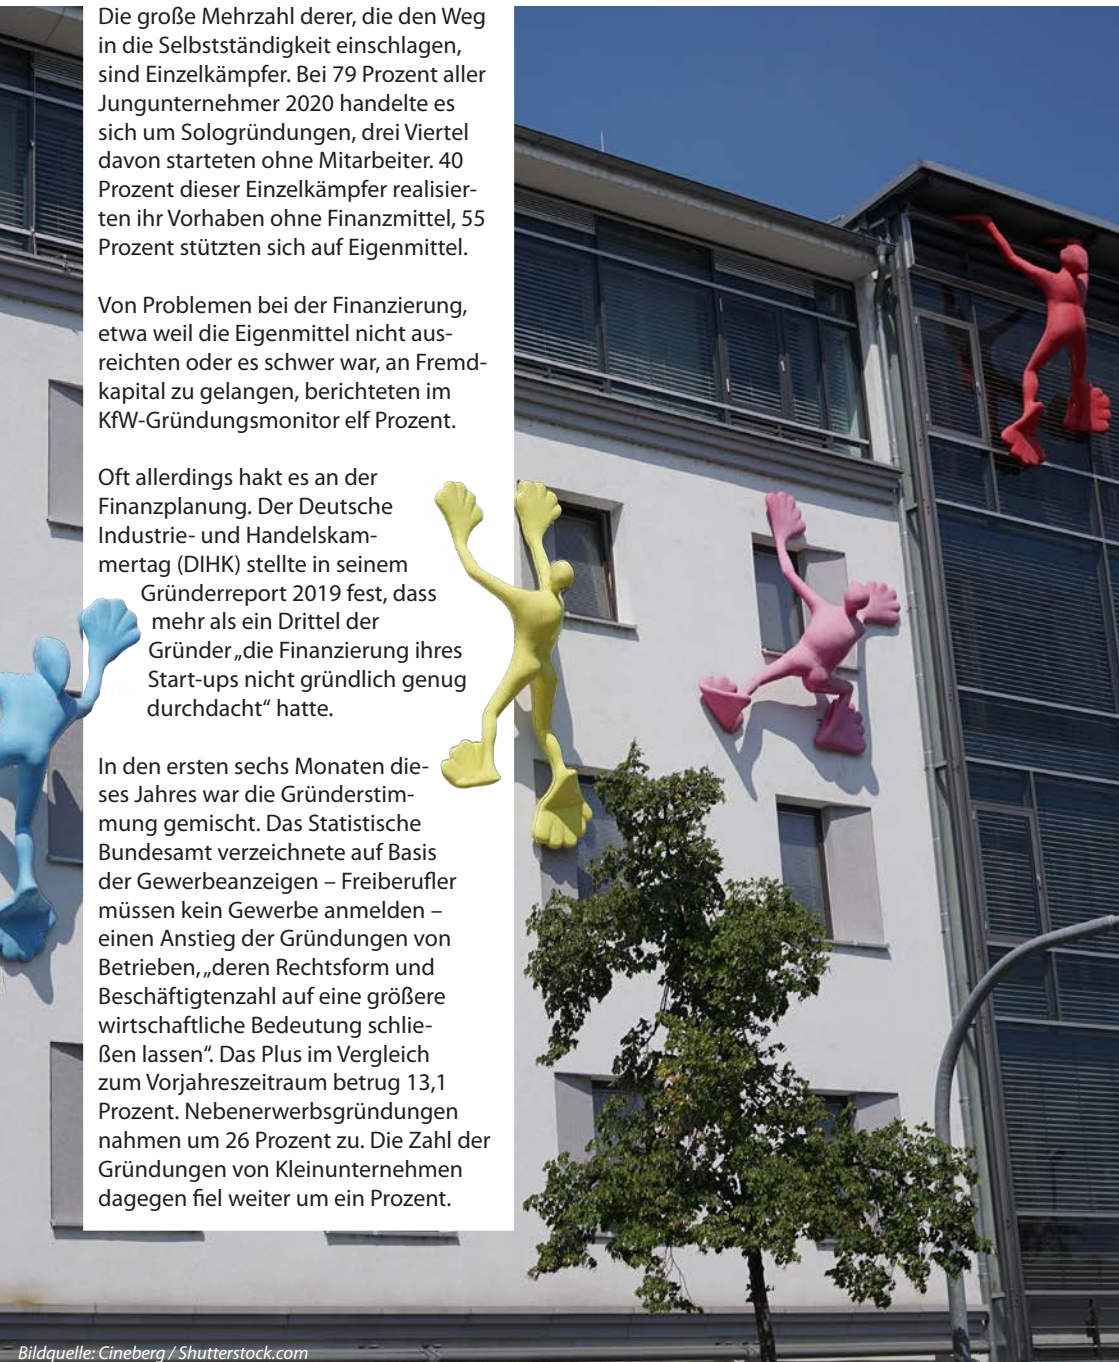 Die große Mehrzahl derer, die den Weg
in die Selbstständigkeit einschlagen,
sind Einzelkämpfer. Bei 79 Prozent aller
Jungunternehmer 2020 handelte es
sich um Sologründungen, drei Viertel
davon starteten ohne Mitarbeiter. 40
Prozent dieser Einzelkämpfer realisier-
ten ihr Vorhaben ohne Finanzmittel, 55
Prozent stützten sich auf Eigenmittel.

Von Problemen bei der Finanzierung,
etwa weil die Eigenmittel nicht aus-
reichten oder es schwer war, an Fremd-
kapital zu gelangen, berichteten im
KfW-Gründungsmonitor elf Prozent.

Oft allerdings hakt es an der
Finanzplanung. Der Deutsche
Industrie- und Handelskam-
mertag (DIHK) stellte in seinem
Gründerreport 2019 fest, dass
mehr als ein Drittel der
Gründer „die Finanzierung ihres
Start-ups nicht gründlich genug
durchdacht“ hatte.

In den ersten sechs Monaten die-
ses Jahres war die Gründerstim-
mung gemischt. Das Statistische
Bundesamt verzeichnete auf Basis
der Gewerbeanzeigen – Freiberufler
müssen kein Gewerbe anmelden –
einen Anstieg der Gründungen von
Betrieben, „deren Rechtsform und
Beschäftigtenzahl auf eine größere
wirtschaftliche Bedeutung schlie-
ßen lassen“. Das Plus im Vergleich
zum Vorjahreszeitraum betrug 13,1
Prozent. Nebenerwerbsgründungen
nahmen um 26 Prozent zu. Die Zahl der
Gründungen von Kleinunternehmen
dagegen fiel weiter um ein Prozent.

Bildquelle: Cineberg / Shutterstock.com